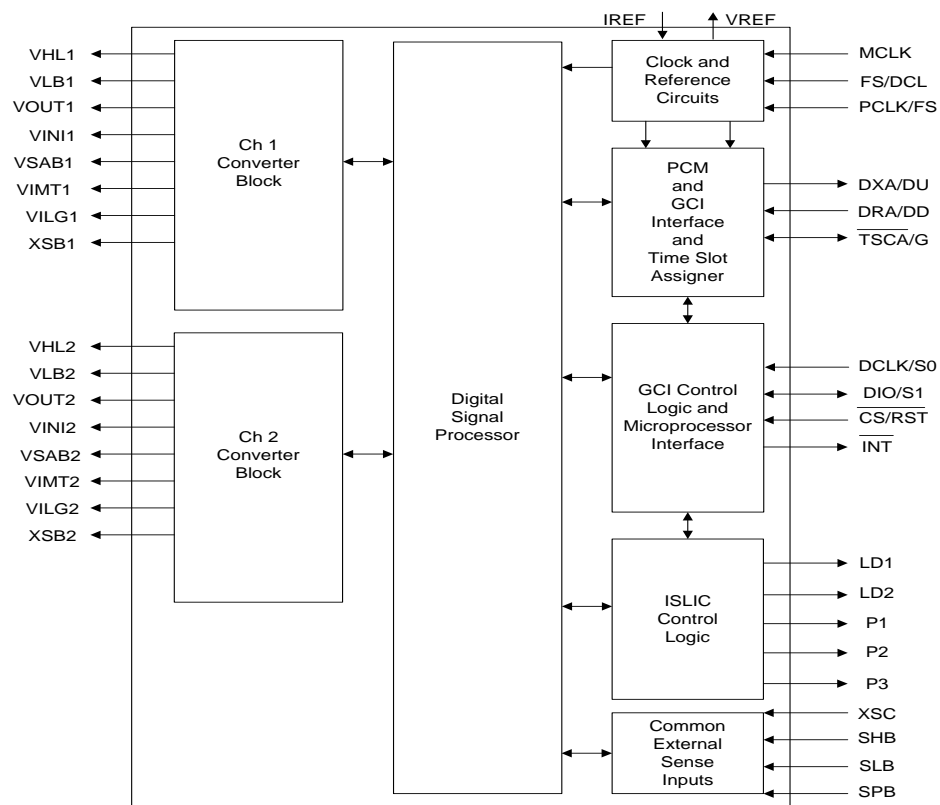 IREF
VREF
VHL1
VLB1
VOUT1
VINI1
VSAB1
VIMT1
VILG1
XSB1
Ch 1
Converter
Block
VHL2
VLB2
VOUT2
VINI2
VSAB2
VIMT2
VILG2
XSB2
Ch 2
Converter
Block
Digital
Signal
Processor
Clock and
Reference
Circuits
MCLK
FS/DCL
PCLK/FS
PCM
and
GCI
Interface
and
Time Slot
Assigner
DXA/DU
DRA/DD
TSCA/G
GCI Control
Logic and
Microprocessor
Interface
DCLK/S0
DIO/S1
CS/RST
INT
ISLIC
Control
Logic
LD1
LD2
P1
P2
P3
Common
External
Sense
Inputs
XSC
SHB
SLB
SPB